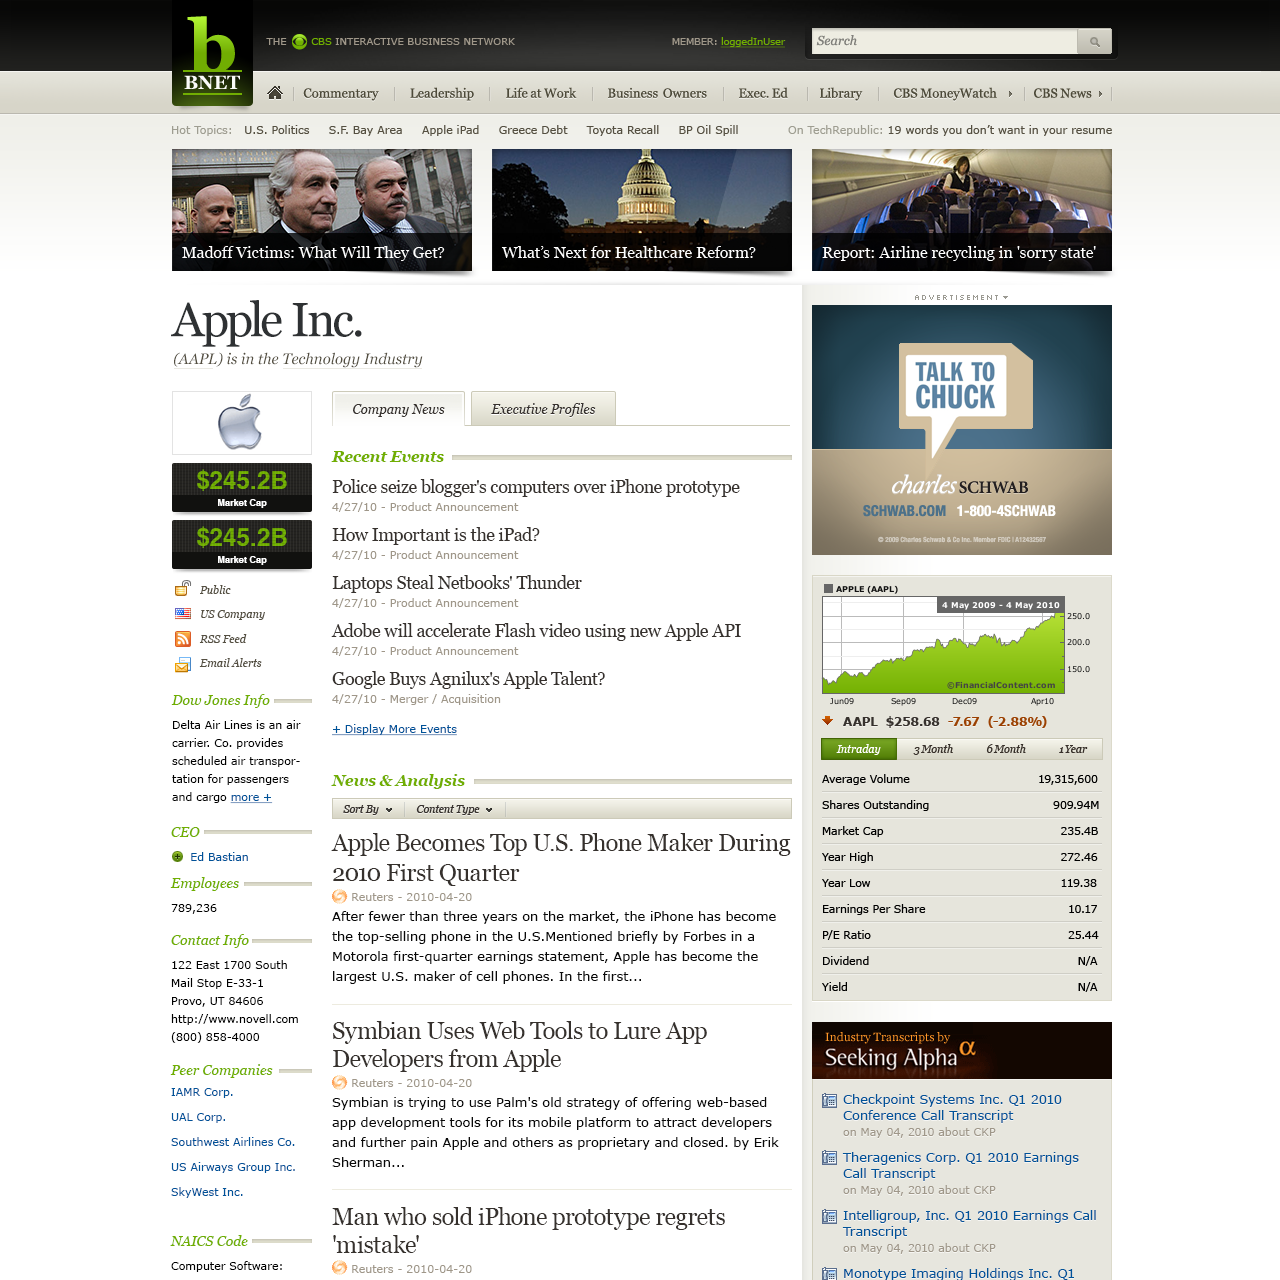 b
BNET
THE CBS INTERACTIVE BUSINESS NETWORK
MEMBER: loggedInUser
Search
Commentary
Leadership
Life at Work
Business Owners
Exec. Ed
Library
CBS MoneyWatch
CBS News
Hot Topics: U.S. Politics S.F. Bay Area Apple iPad Greece Debt Toyota Recall BP Oil Spill
On TechRepublic: 19 words you don't want in your resume
Madoff Victims: What Will They Get?
What's Next for Healthcare Reform?
Report: Airline recycling in 'sorry state'
Apple Inc.
(AAPL) is in the Technology Industry
$245.2B
Market Cap
$245.2B
Market Cap
Public
US Company
RSS Feed
Email Alerts
Dow Jones Info
Delta Air Lines is an air
carrier. Co. provides
scheduled air transpor-
tation for passengers
and cargo more +
CEO
Ed Bastian
Employees
789,236
Contact Info
122 East 1700 South
Mail Stop E-33-1
Provo, UT 84606
http://www.novell.com
(800) 858-4000
Peer Companies
IAMR Corp.
UAL Corp.
Southwest Airlines Co.
US Airways Group Inc.
SkyWest Inc.
NAICS Code
Computer Software:
Company News
Executive Profiles
Recent Events
Police seize blogger's computers over iPhone prototype
4/27/10 - Product Announcement
How Important is the iPad?
4/27/10 - Product Announcement
Laptops Steal Netbooks' Thunder
4/27/10 - Product Announcement
Adobe will accelerate Flash video using new Apple API
4/27/10 - Product Announcement
Google Buys Agnilux's Apple Talent?
4/27/10 - Merger / Acquisition
+ Display More Events
News & Analysis
Sort By
Content Type
Apple Becomes Top U.S. Phone Maker During
2010 First Quarter
Reuters - 2010-04-20
After fewer than three years on the market, the iPhone has become
the top-selling phone in the U.S.Mentioned briefly by Forbes in a
Motorola first-quarter earnings statement, Apple has become the
largest U.S. maker of cell phones. In the first...
Symbian Uses Web Tools to Lure App
Developers from Apple
Reuters - 2010-04-20
Symbian is trying to use Palm's old strategy of offering web-based
app development tools for its mobile platform to attract developers
and further pain Apple and others as proprietary and closed. by Erik
Sherman...
Man who sold iPhone prototype regrets
'mistake'
Reuters - 2010-04-20
ADVERTISEMENT
TALK TO
CHUCK
charles SCHWAB
SCHWAB.COM 1-800-4SCHWAB
© 2009 Charles Schwab & Co Inc. Member FDIC | A12432587
APPLE (AAPL)
4 May 2009 - 4 May 2010
250.0
200.0
150.0
©FinancialContent.com
Jun09 Sep09 Dec09 Apr10
AAPL $258.68 -7.67 (-2.88%)
Intraday 3 Month 6 Month 1 Year
Average Volume 19,315,600
Shares Outstanding 909.94M
Market Cap 235.4B
Year High 272.46
Year Low 119.38
Earnings Per Share 10.17
P/E Ratio 25.44
Dividend N/A
Yield N/A
Industry Transcripts by
Seeking Alpha α
Checkpoint Systems Inc. Q1 2010
Conference Call Transcript
on May 04, 2010 about CKP
Theragenics Corp. Q1 2010 Earnings
Call Transcript
on May 04, 2010 about CKP
Intelligroup, Inc. Q1 2010 Earnings Call
Transcript
on May 04, 2010 about CKP
Monotype Imaging Holdings Inc. Q1